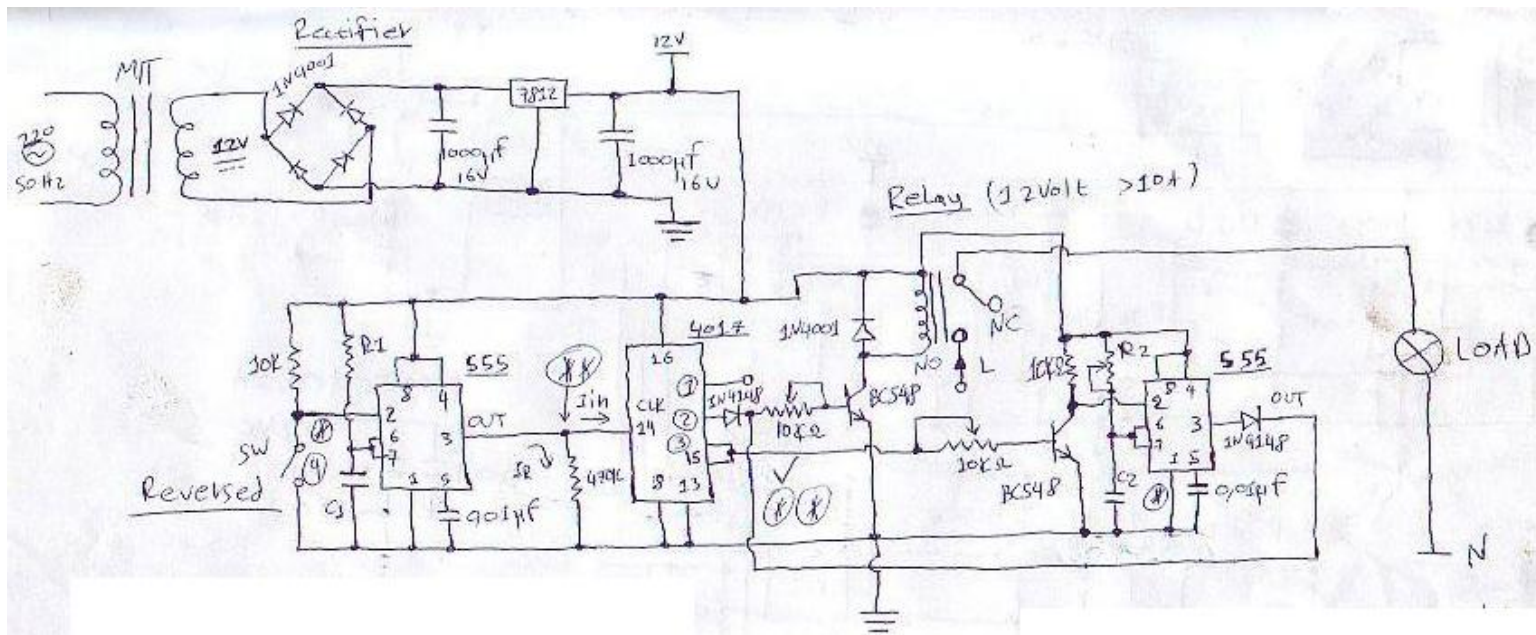 Rectifier
12V
1N4001
7812
220
50Hz
12V
1000µf
16V
1000µf
16V
Relay (12Volt >10A)
4017
1N4001
NC
NO
L
LOAD
N
10K
R1
555
8 4
2
6
7
3
OUT
1 5
SW
Reversed
C1
0,01µf
Iin
IR
470K
16
CLK
14
1
2
3
15
8 13
1N4148
10KΩ
BC548
10KΩ
BC548
10KΩ
R2
555
8 4
2
6
7
3
OUT
1N4148
1 5
C2
0,01µf